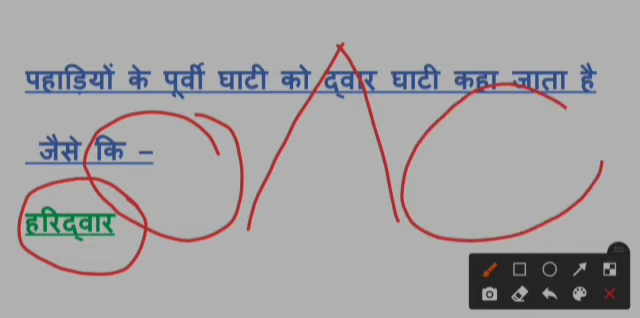 पहाड़ियों के पूर्वी घाटी को द्वार घाटी कहा जाता है
जैसे कि –
हरिद्वार